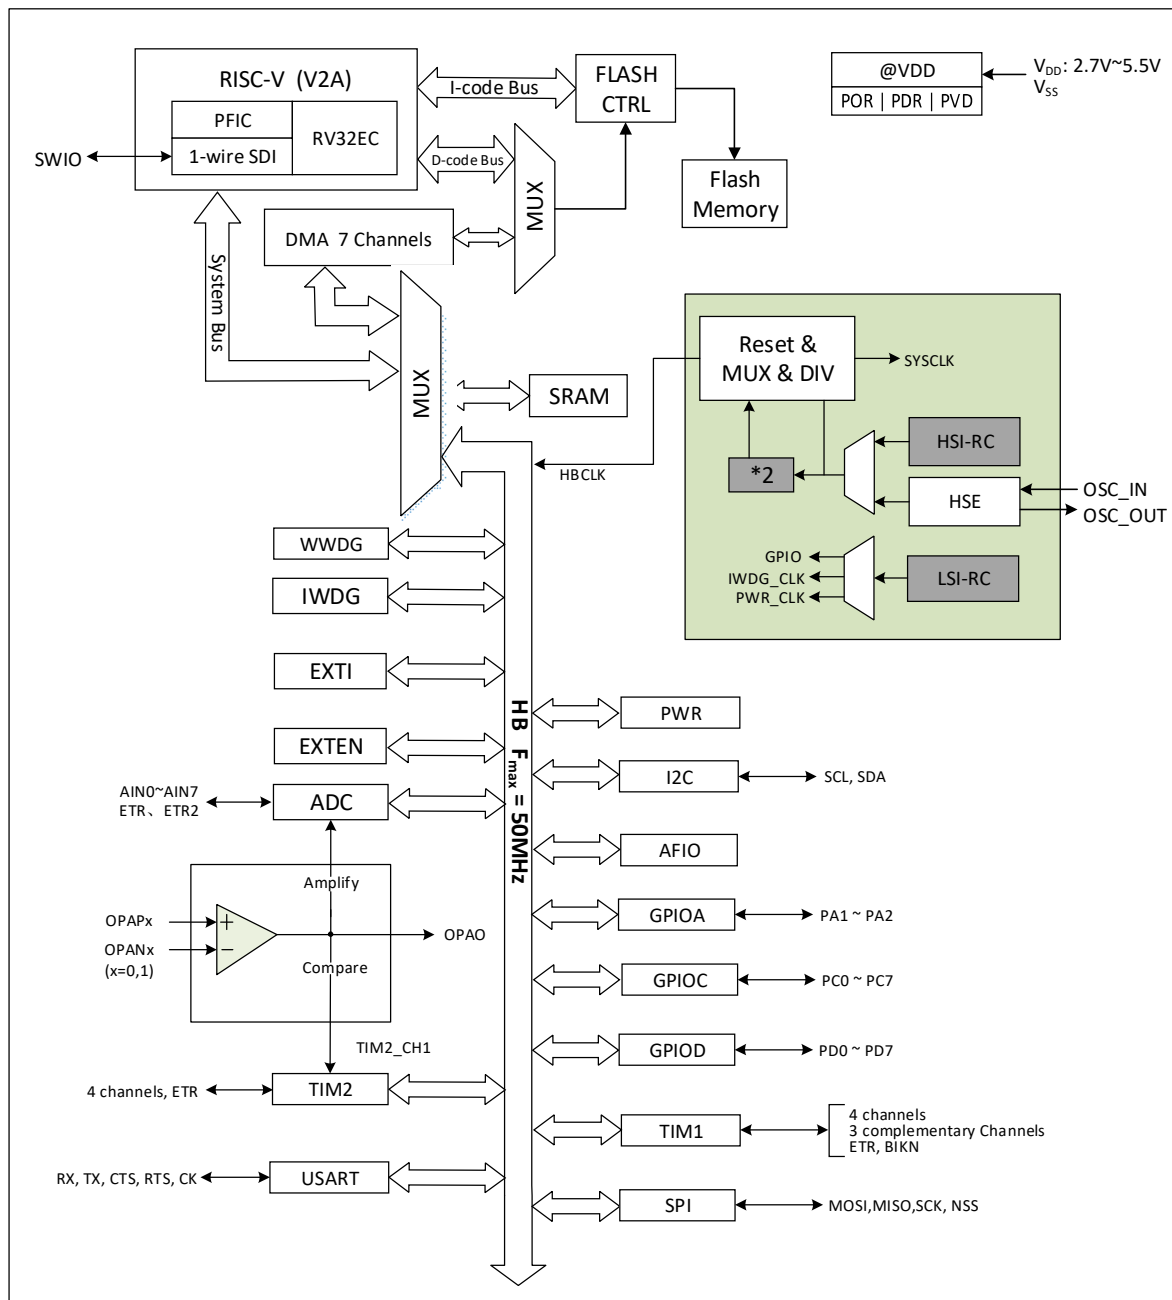 RISC-V (V2A)
PFIC
1-wire SDI
RV32EC
SWIO
I-code Bus
D-code Bus
FLASH
CTRL
Flash
Memory
MUX
@VDD
POR | PDR | PVD
VDD: 2.7V~5.5V
VSS
DMA 7 Channels
System Bus
MUX
SRAM
Reset &
MUX & DIV
SYSCLK
HBCLK
*2
HSI-RC
HSE
OSC_IN
OSC_OUT
GPIO
IWDG_CLK
PWR_CLK
LSI-RC
WWDG
IWDG
EXTI
EXTEN
AIN0~AIN7
ETR、ETR2
ADC
HB Fmax = 50MHz
Amplify
OPAPx
OPANx
(x=0,1)
+
−
OPAO
Compare
TIM2_CH1
4 channels, ETR
TIM2
RX, TX, CTS, RTS, CK
USART
PWR
I2C
SCL, SDA
AFIO
GPIOA
PA1 ~ PA2
GPIOC
PC0 ~ PC7
GPIOD
PD0 ~ PD7
TIM1
4 channels
3 complementary Channels
ETR, BIKN
SPI
MOSI,MISO,SCK, NSS